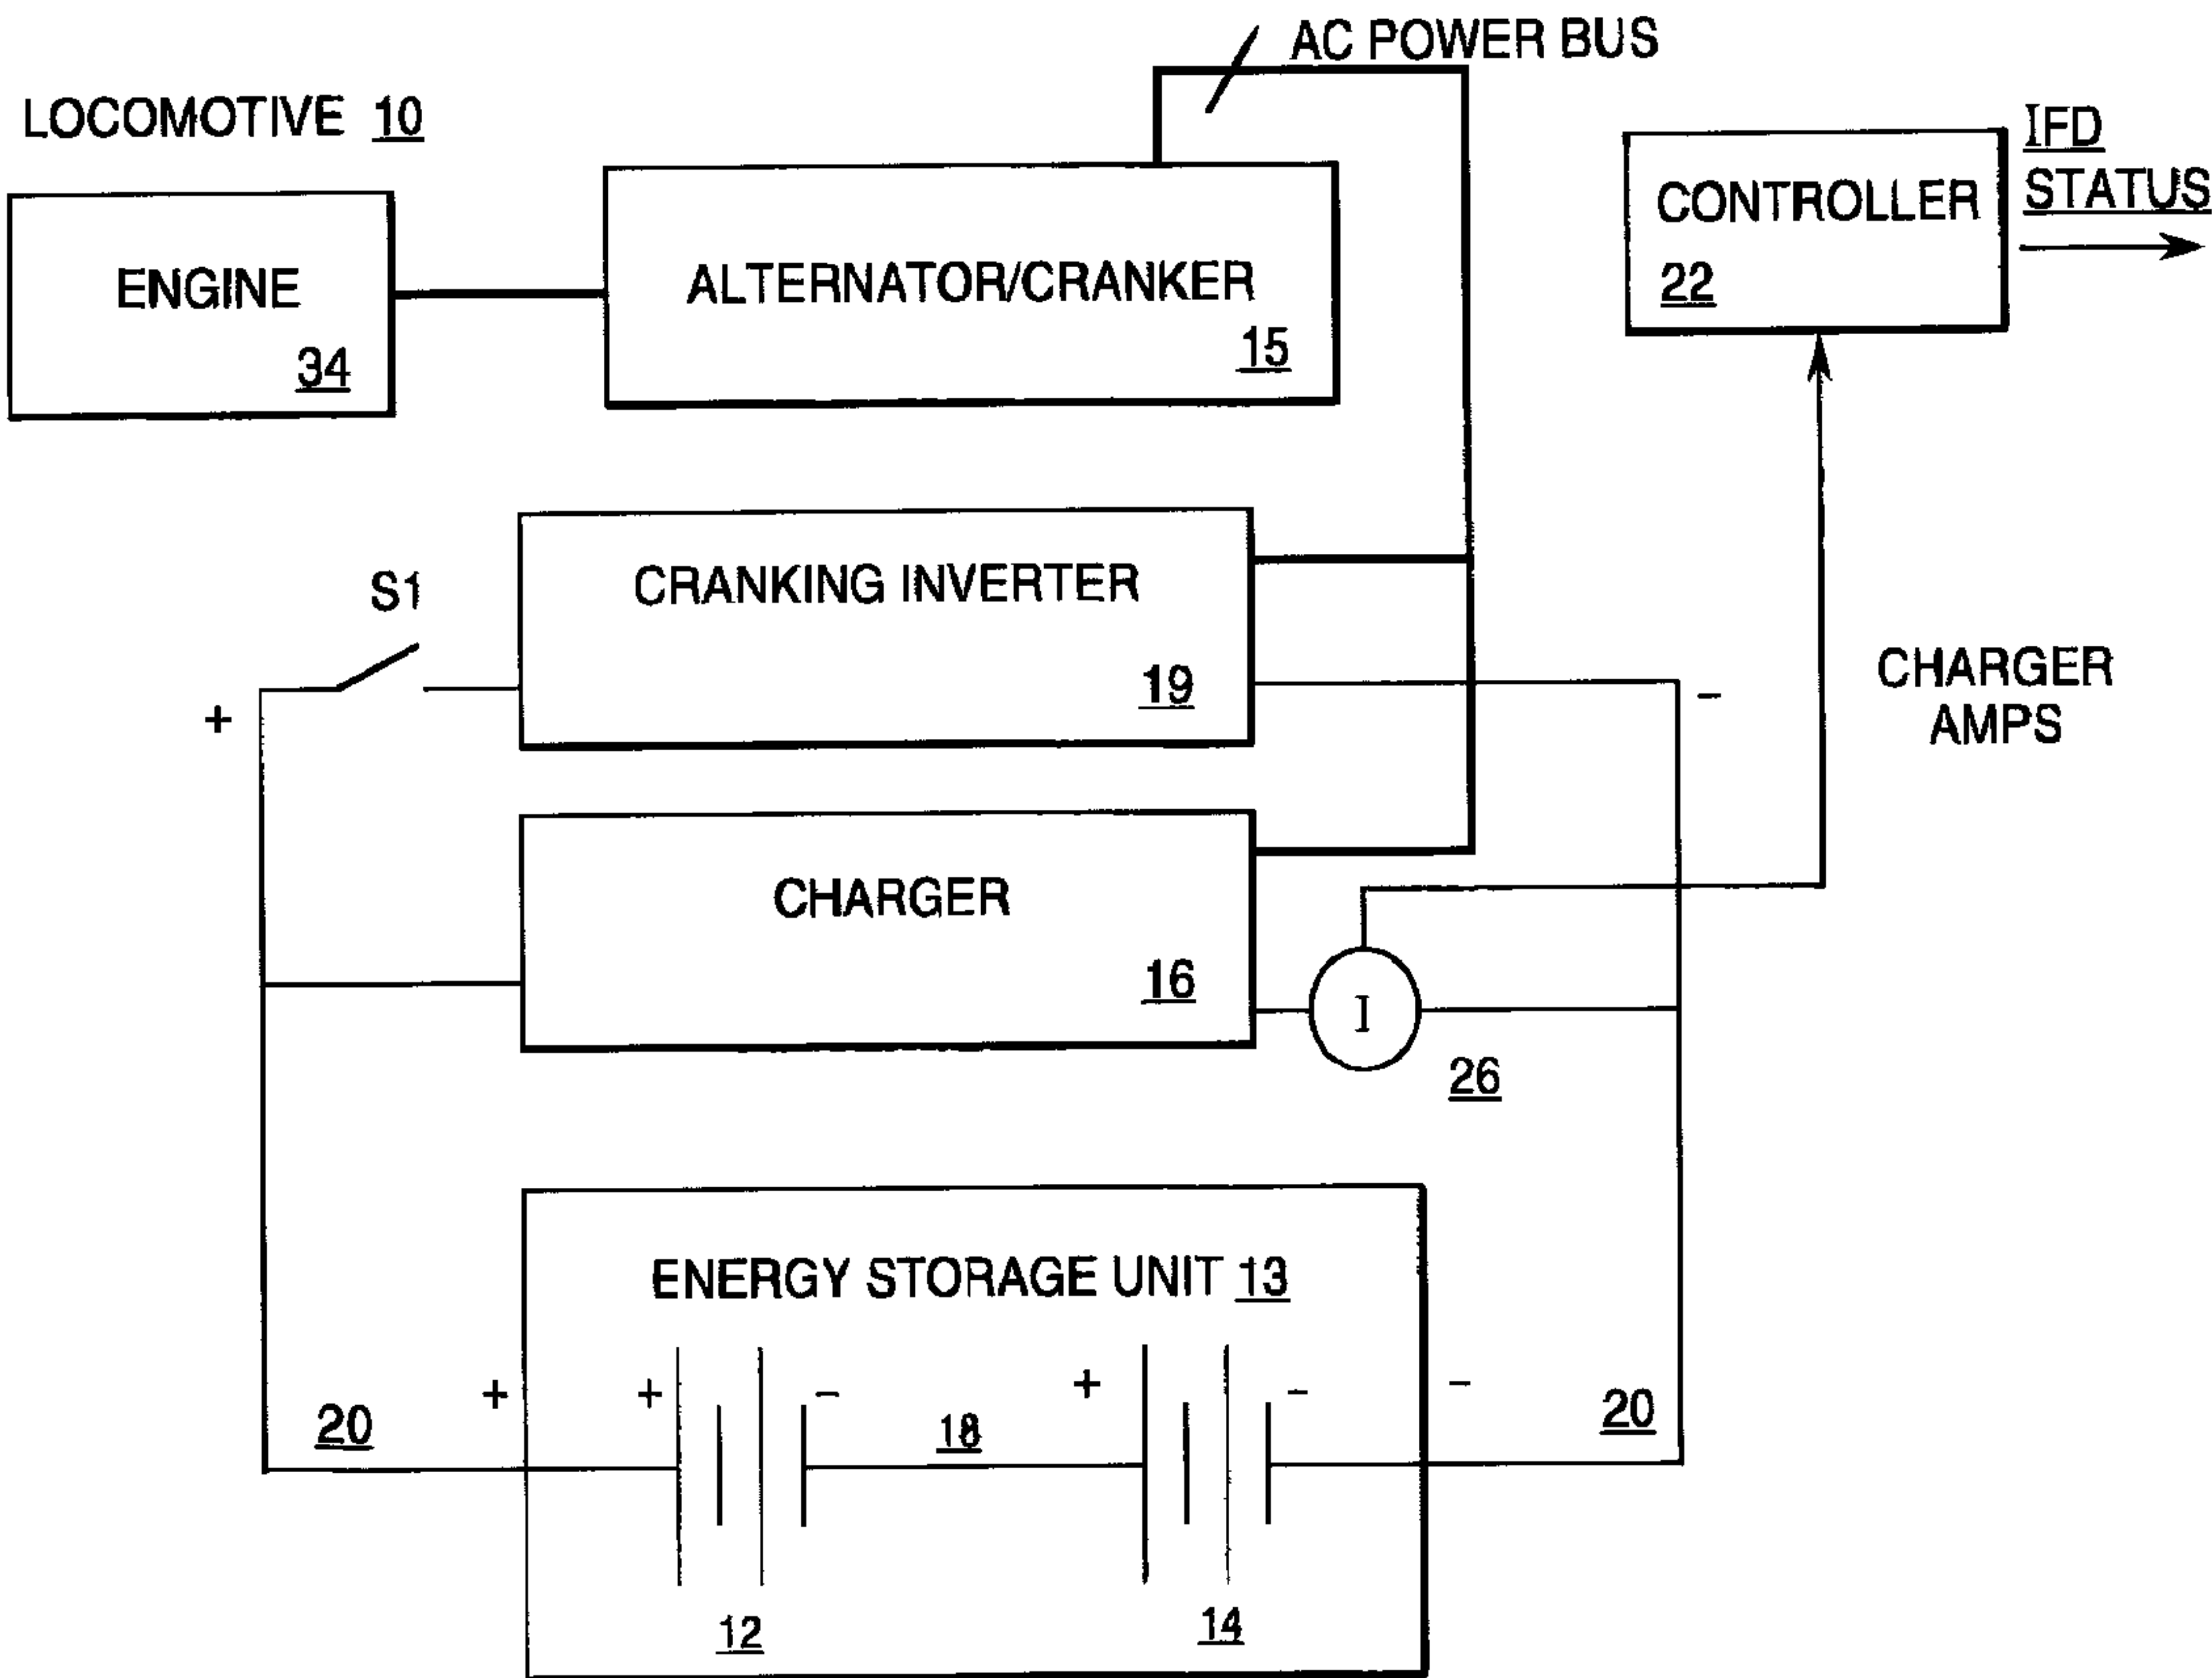 AC POWER BUS
LOCOMOTIVE 10
IFD
STATUS
CONTROLLER
22
ENGINE
34
ALTERNATOR/CRANKER
15
S1
CRANKING INVERTER
19
+
-
CHARGER
AMPS
CHARGER
16
I
26
ENERGY STORAGE UNIT 13
+
+
-
+
-
-
20
18
20
12
14